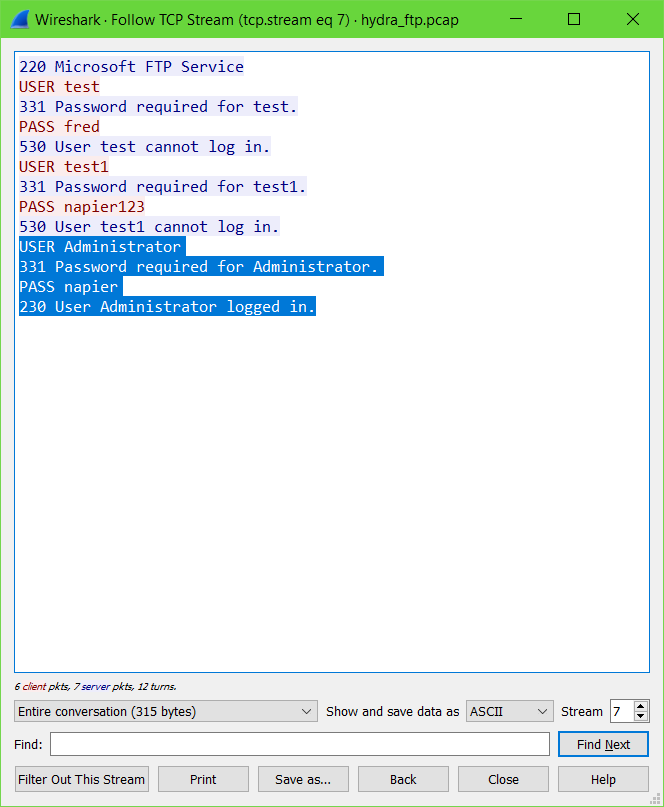 Wireshark · Follow TCP Stream (tcp.stream eq 7) · hydra_ftp.pcap
220 Microsoft FTP Service
USER test
331 Password required for test.
PASS fred
530 User test cannot log in.
USER test1
331 Password required for test1.
PASS napier123
530 User test1 cannot log in.
USER Administrator
331 Password required for Administrator.
PASS napier
230 User Administrator logged in.
6 client pkts, 7 server pkts, 12 turns.
Entire conversation (315 bytes) Show and save data as ASCII Stream 7
Find: Find Next
Filter Out This Stream Print Save as... Back Close Help